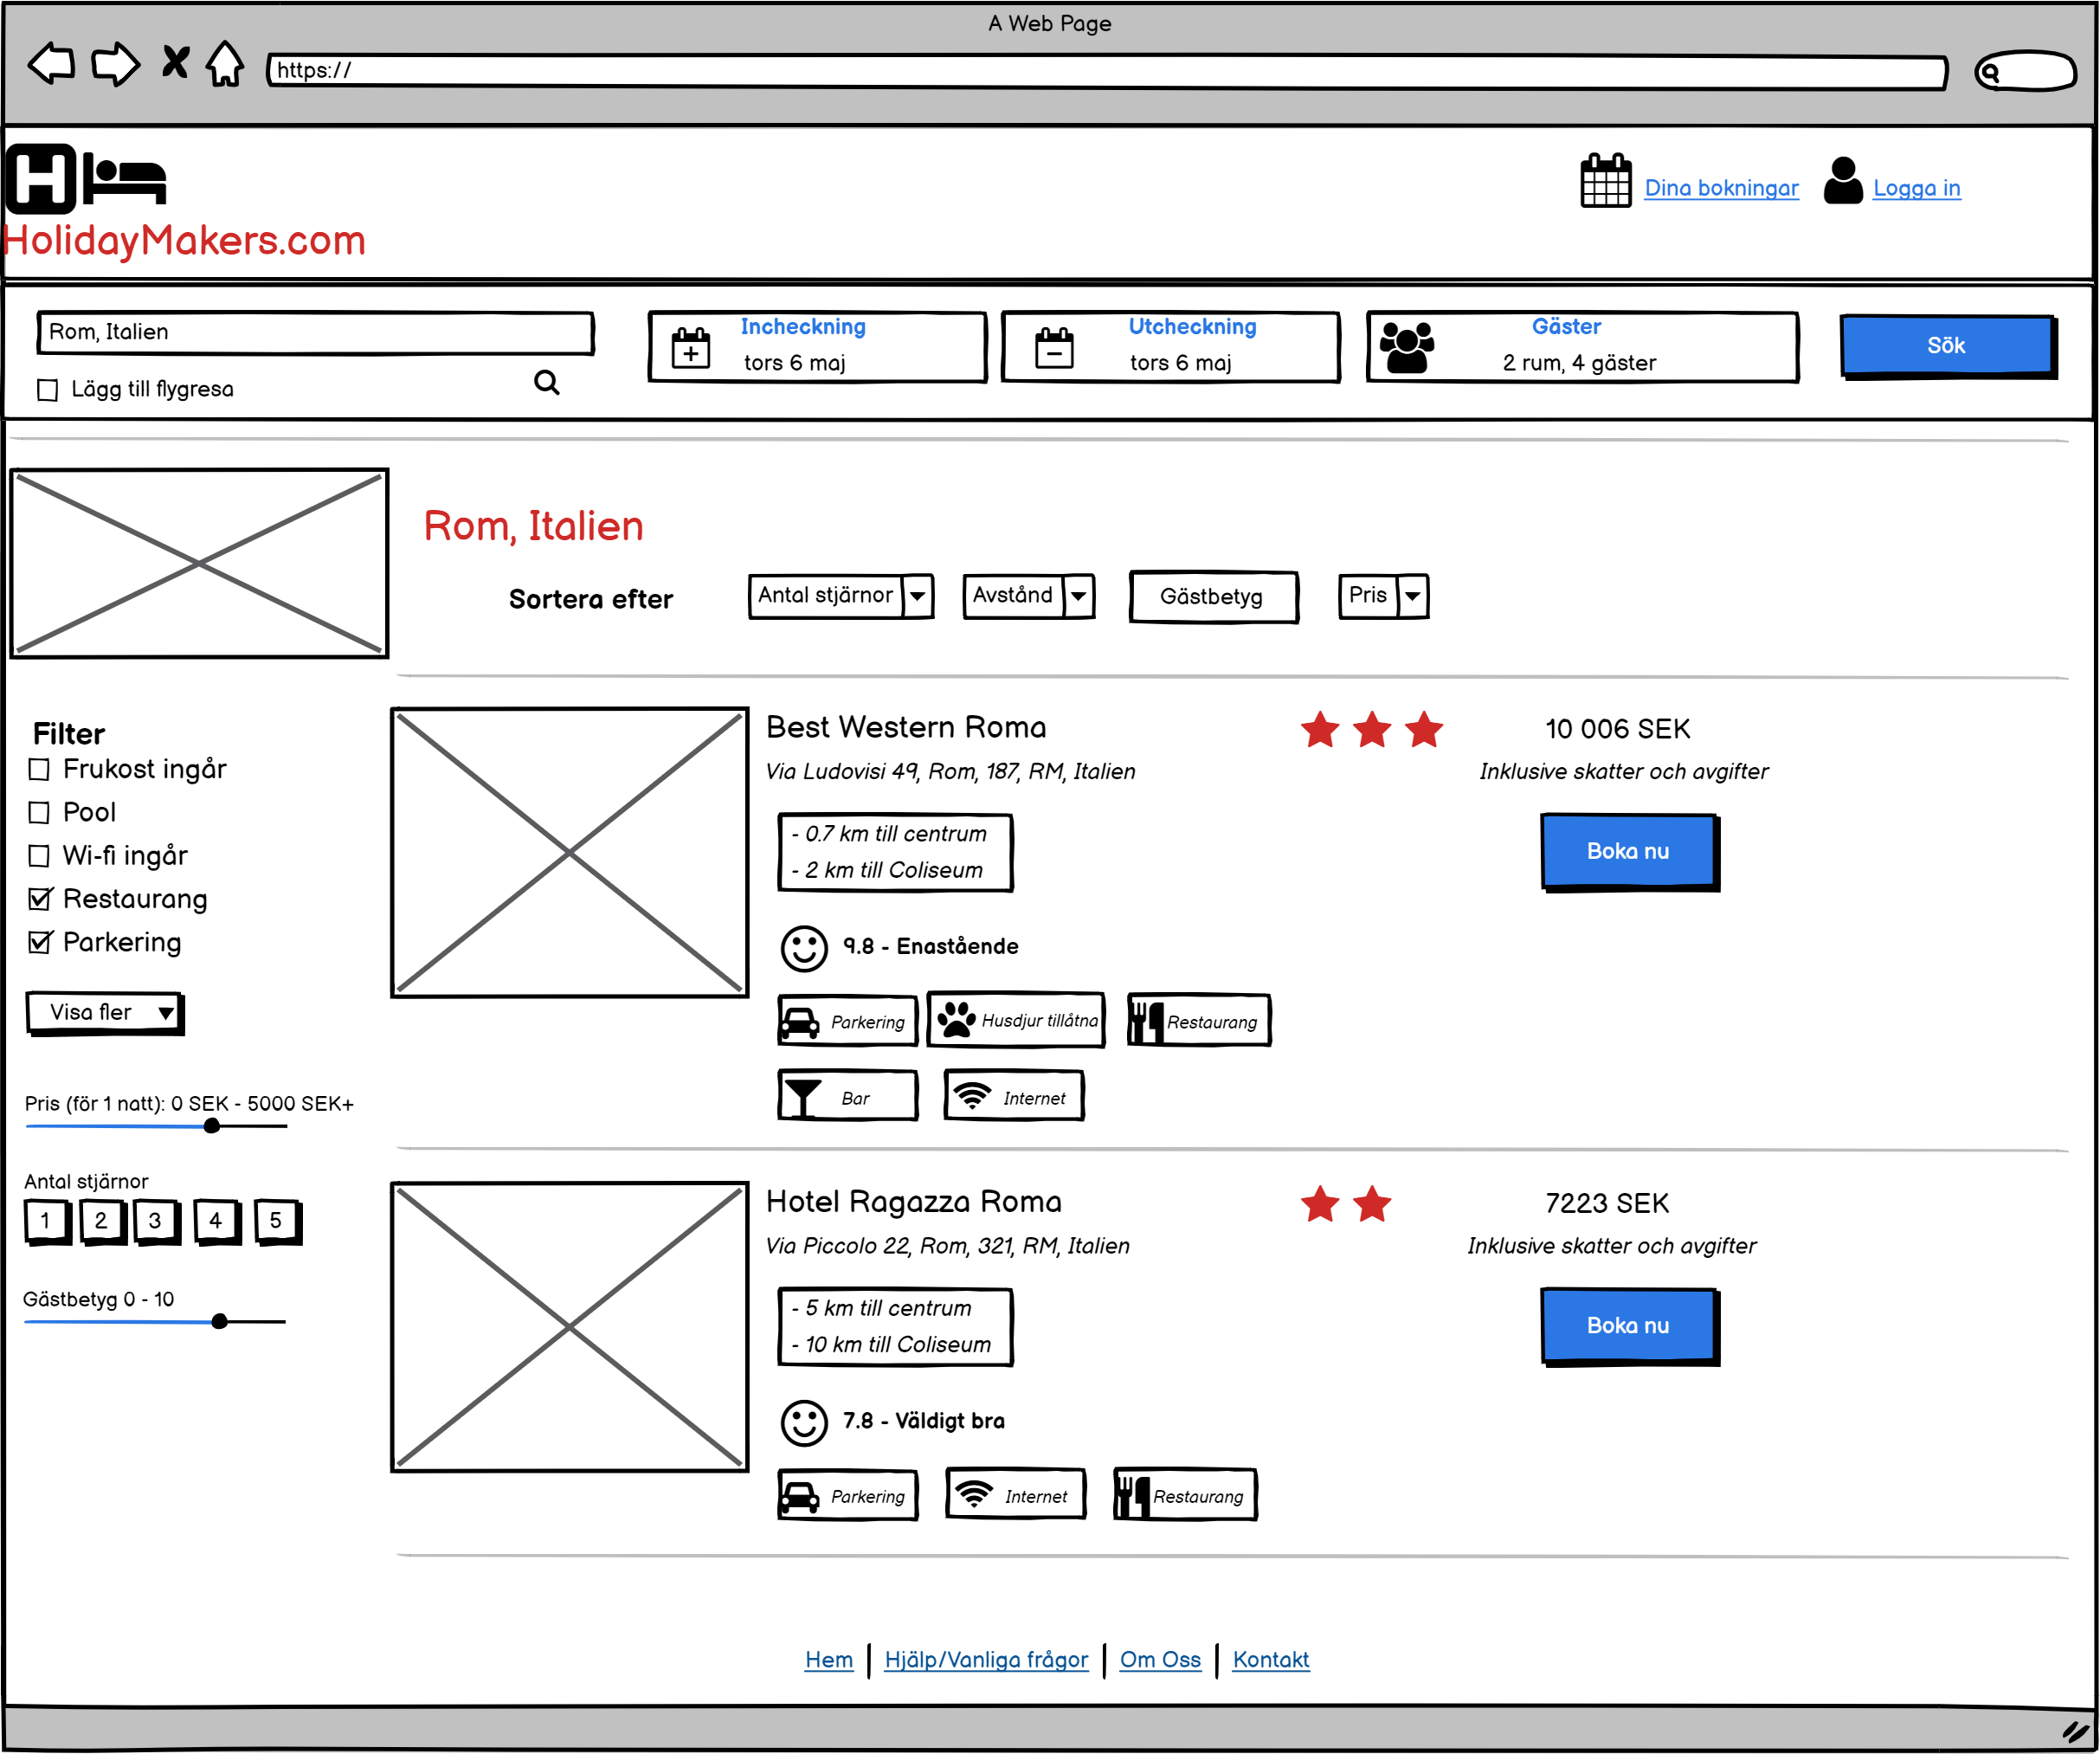 A Web Page
https://
H
HolidayMakers.com
Dina bokningar
Logga in
Rom, Italien
Lägg till flygresa
Incheckning
tors 6 maj
Utcheckning
tors 6 maj
Gäster
2 rum, 4 gäster
Sök
Rom, Italien
Sortera efter
Antal stjärnor
Avstånd
Gästbetyg
Pris
Filter
Frukost ingår
Pool
Wi-fi ingår
Restaurang
Parkering
Visa fler
Pris (för 1 natt): 0 SEK - 5000 SEK+
Antal stjärnor
1 2 3 4 5
Gästbetyg 0 - 10
Best Western Roma
Via Ludovisi 49, Rom, 187, RM, Italien
- 0.7 km till centrum
- 2 km till Coliseum
9.8 - Enastående
Parkering
Husdjur tillåtna
Restaurang
Bar
Internet
10 006 SEK
Inklusive skatter och avgifter
Boka nu
Hotel Ragazza Roma
Via Piccolo 22, Rom, 321, RM, Italien
- 5 km till centrum
- 10 km till Coliseum
7.8 - Väldigt bra
Parkering
Internet
Restaurang
7223 SEK
Inklusive skatter och avgifter
Boka nu
Hem | Hjälp/Vanliga frågor | Om Oss | Kontakt